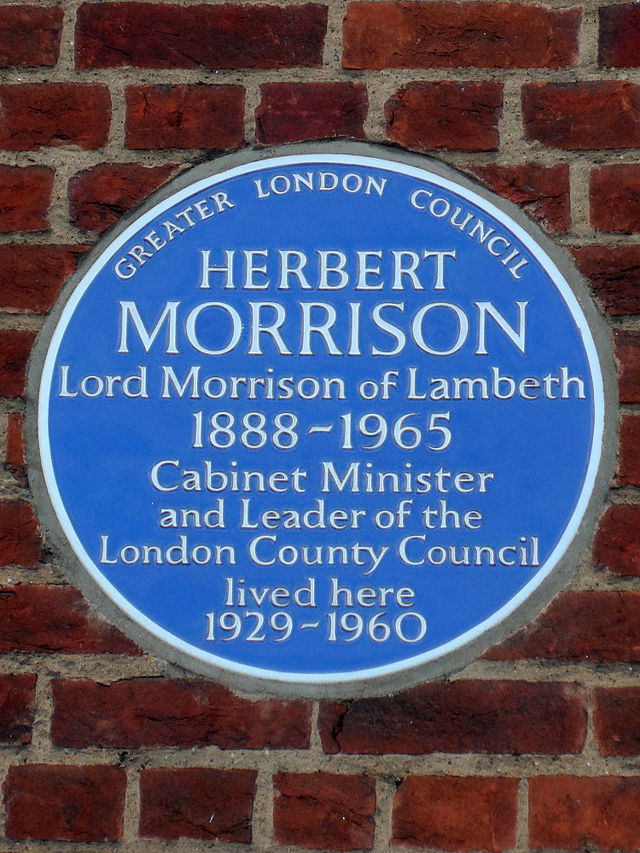 GREATER LONDON COUNCIL
HERBERT
MORRISON
Lord Morrison of Lambeth
1888-1965
Cabinet Minister
and Leader of the
London County Council
lived here
1929-1960